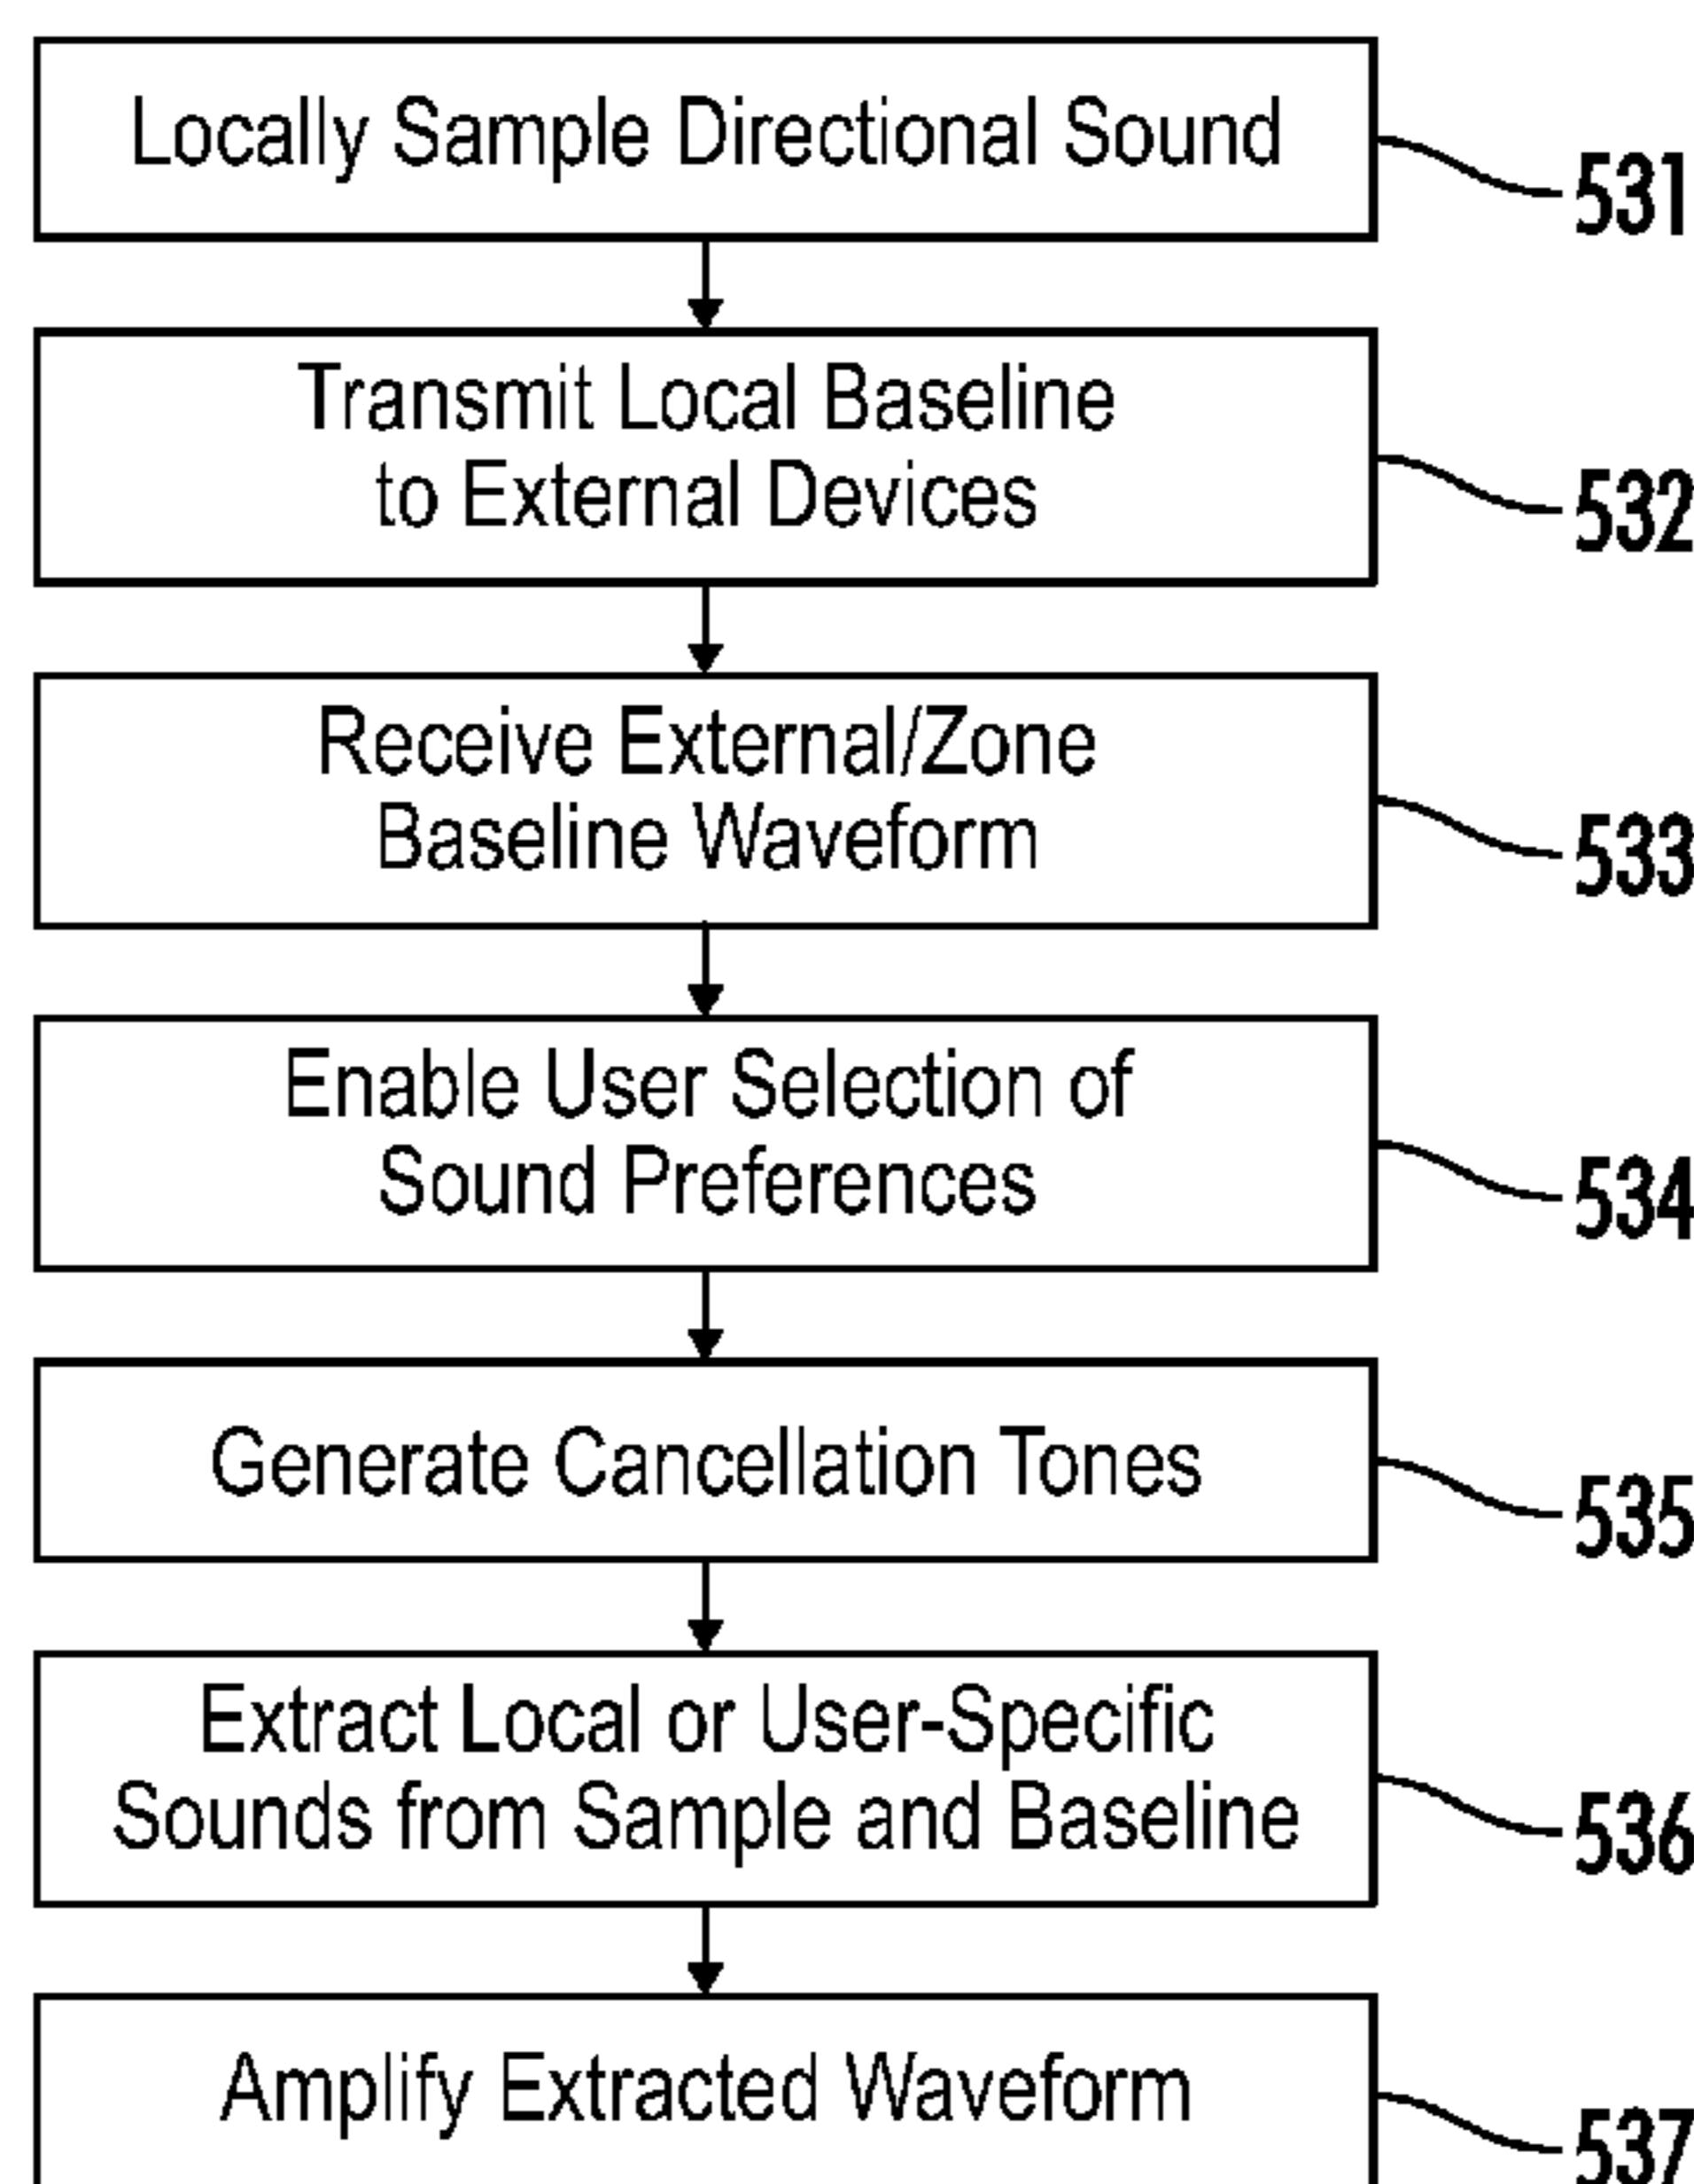 Locally Sample Directional Sound
531
Transmit Local Baseline
to External Devices
532
Receive External/Zone
Baseline Waveform
533
Enable User Selection of
Sound Preferences
534
Generate Cancellation Tones
535
Extract Local or User-Specific
Sounds from Sample and Baseline
536
Amplify Extracted Waveform
537